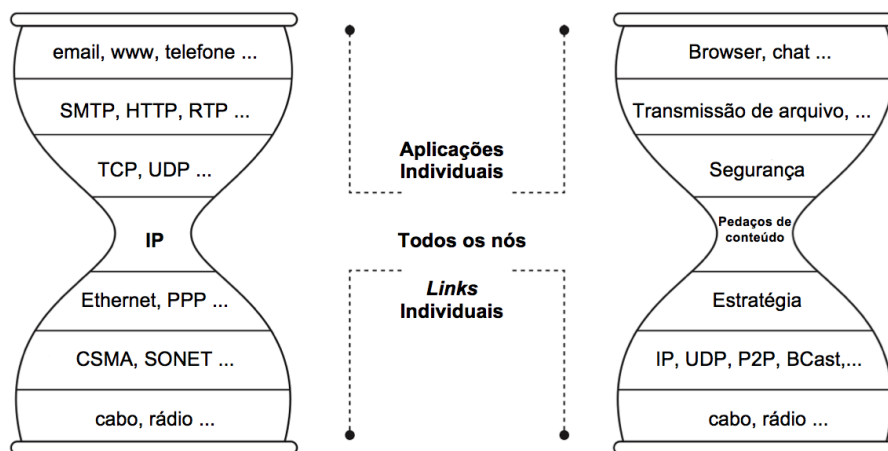 email, www, telefone ...
SMTP, HTTP, RTP ...
TCP, UDP ...
IP
Ethernet, PPP ...
CSMA, SONET ...
cabo, rádio ...
Aplicações
Individuais
Todos os nós
Links
Individuais
Browser, chat ...
Transmissão de arquivo, ...
Segurança
Pedaços de
conteúdo
Estratégia
IP, UDP, P2P, BCast,...
cabo, rádio ...